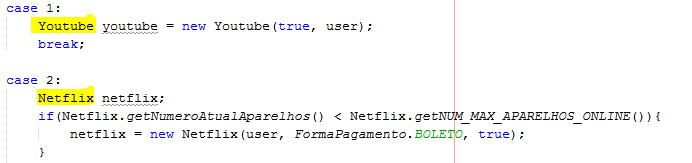 case 1:
Youtube youtube = new Youtube(true, user);
break;
case 2:
Netflix netflix;
if(Netflix.getNumeroAtualAparelhos() < Netflix.getNUM_MAX_APARELHOS_ONLINE()){
netflix = new Netflix(user, FormaPagamento.BOLETO, true);
}